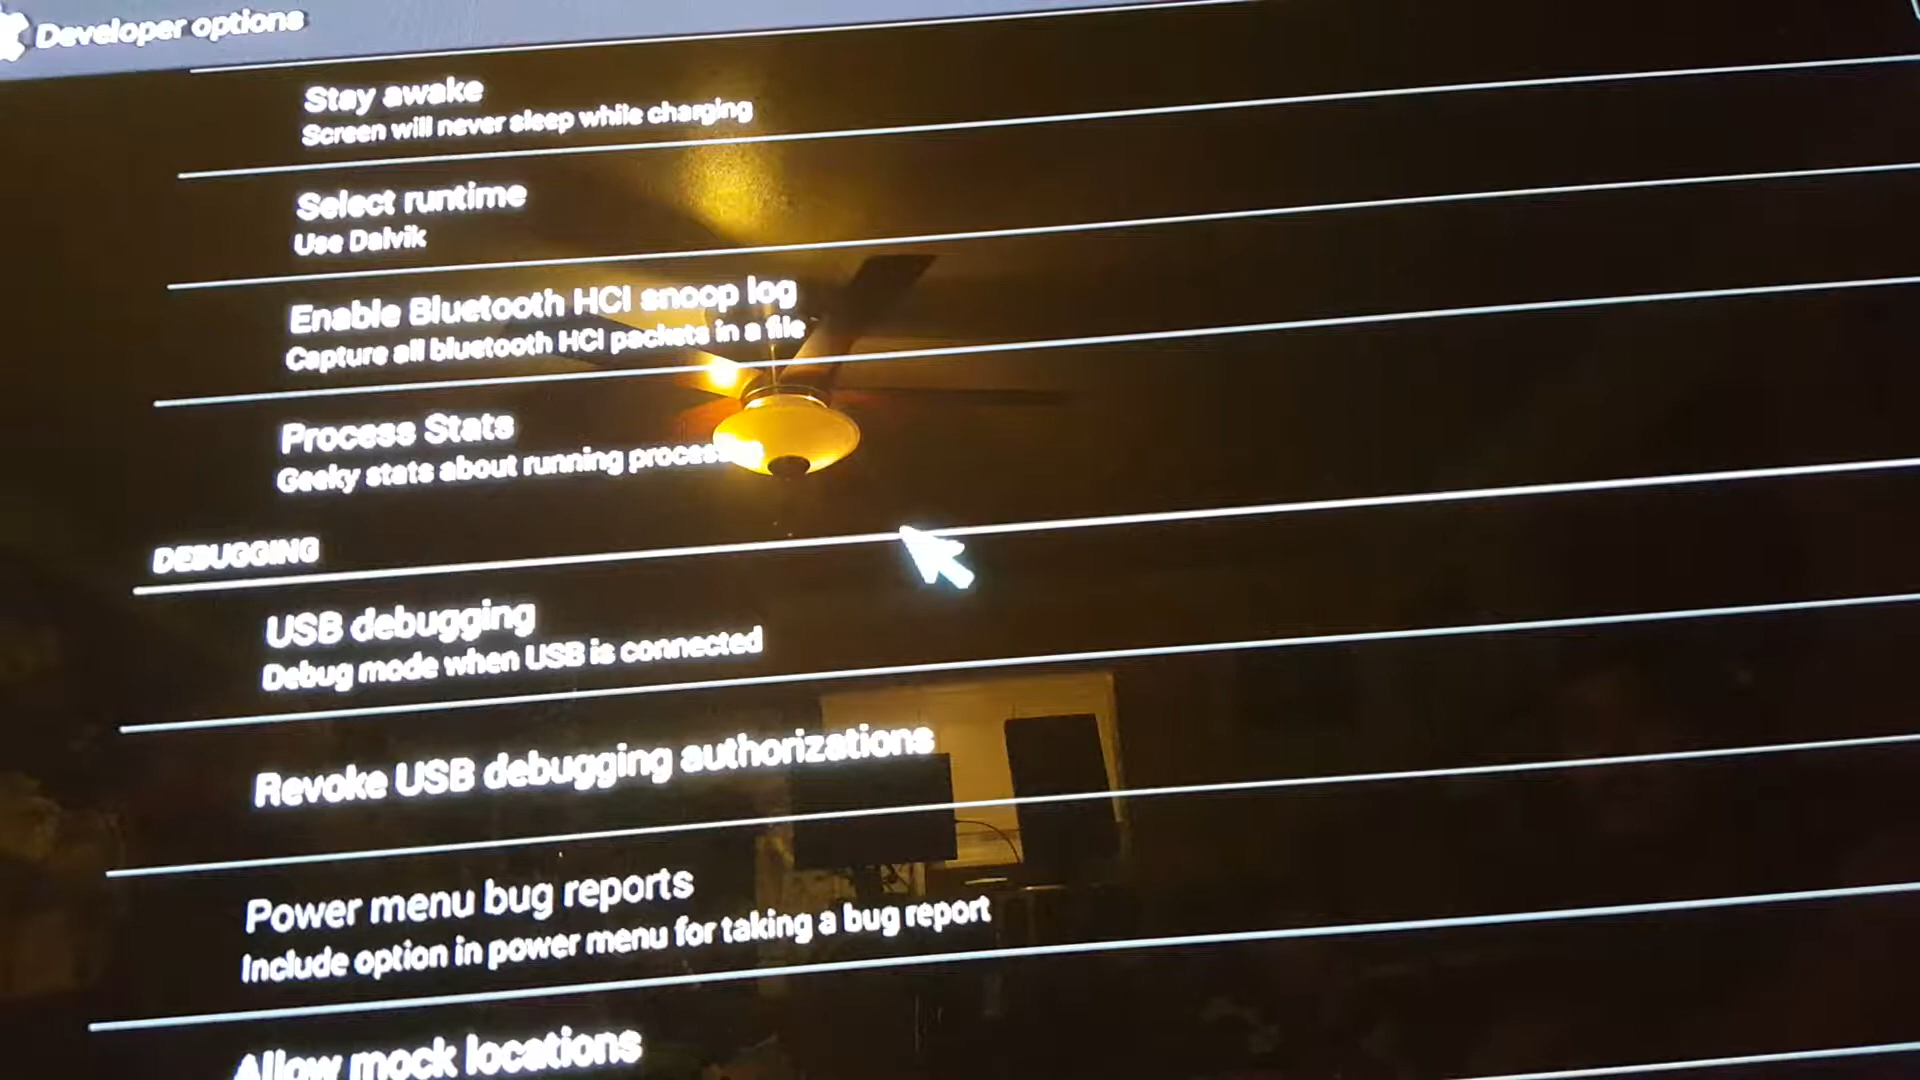 Developer options
Stay awake
Screen will never sleep while charging
Select runtime
Use Dalvik
Enable Bluetooth HCI snoop log
Capture all bluetooth HCI packets in a file
Process Stats
Geeky stats about running
DEBUGGING
USB debugging
Debug mode when USB is connected
Revoke USB debugging authorizations
Power menu bug reports
Include option in power menu for taking a bug report
Allow mock locations